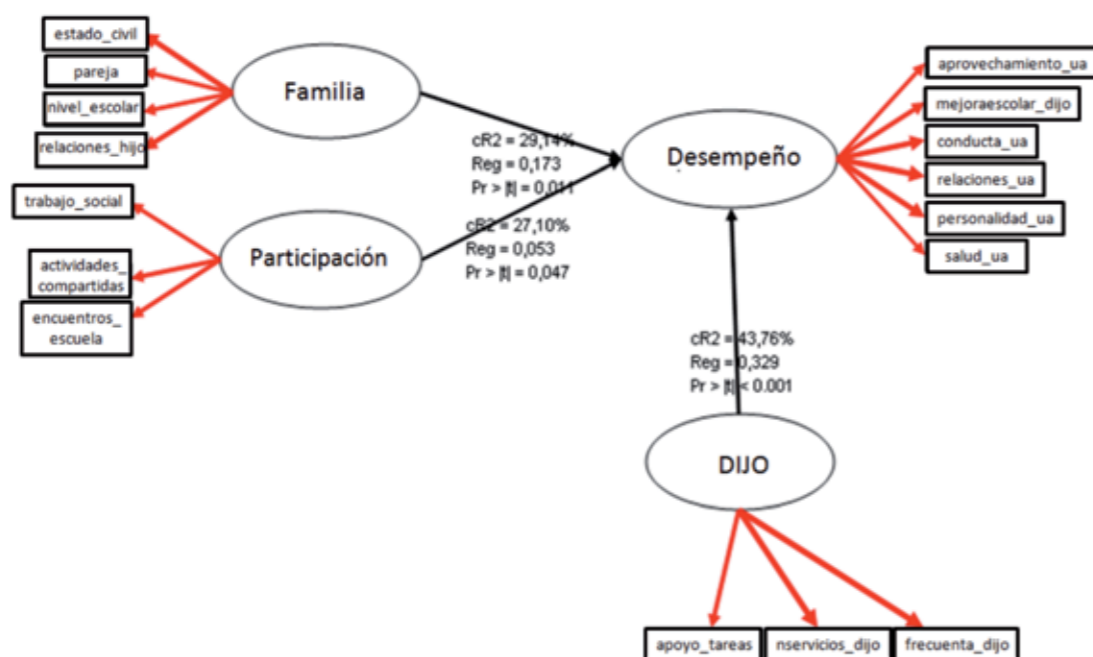 estado_civil
pareja
nivel_escolar
relaciones_hijo
Familia
trabajo_social
actividades_
compartidas
encuentros_
escuela
Participación
cR2 = 29,14%
Reg = 0,173
Pr > |t| = 0,011
cR2 = 27,10%
Reg = 0,053
Pr > |t| = 0,047
Desempeño
aprovechamiento_ua
mejoraescolar_dijo
conducta_ua
relaciones_ua
personalidad_ua
salud_ua
cR2 = 43,76%
Reg = 0,329
Pr > |t| < 0.001
DIJO
apoyo_tareas
nservicios_dijo
frecuenta_dijo